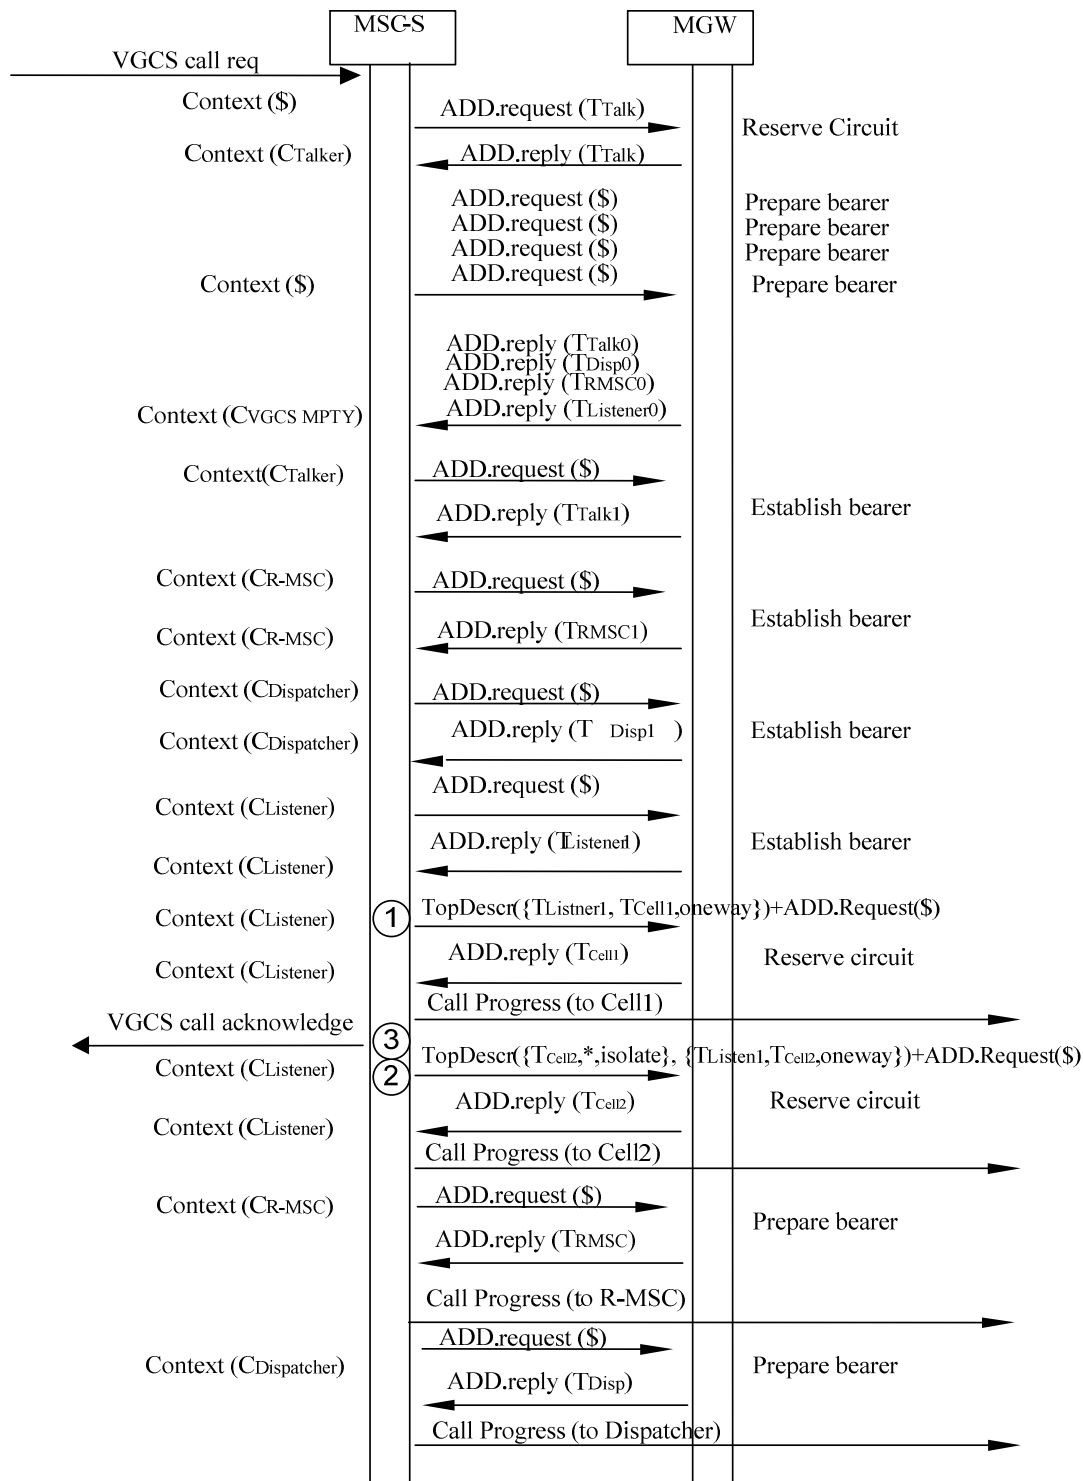 MSC-S
MGW
VGCS call req
Context ($)
ADD.request (TTalk)
Reserve Circuit
Context (CTalker)
ADD.reply (TTalk)
ADD.request ($)
Prepare bearer
ADD.request ($)
Prepare bearer
ADD.request ($)
Prepare bearer
Context ($)
ADD.request ($)
Prepare bearer
ADD.reply (TTalk0)
ADD.reply (TDisp0)
ADD.reply (TRMSC0)
Context (CVGCS MPTY)
ADD.reply (TListener0)
Context(CTalker)
ADD.request ($)
Establish bearer
ADD.reply (TTalk1)
Context (CR-MSC)
ADD.request ($)
Establish bearer
Context (CR-MSC)
ADD.reply (TRMSC1)
Context (CDispatcher)
ADD.request ($)
Context (CDispatcher)
ADD.reply (T Disp1 )
Establish bearer
ADD.request ($)
Context (CListener)
ADD.reply (TListener1)
Establish bearer
Context (CListener)
Context (CListener)
1
TopDescr({TListner1, TCell1,oneway})+ADD.Request($)
Context (CListener)
ADD.reply (TCell1)
Reserve circuit
Call Progress (to Cell1)
VGCS call acknowledge
3
Context (CListener)
2
TopDescr({TCell2,*,isolate}, {TListen1,TCell2,oneway})+ADD.Request($)
ADD.reply (TCell2)
Reserve circuit
Context (CListener)
Call Progress (to Cell2)
Context (CR-MSC)
ADD.request ($)
Prepare bearer
ADD.reply (TRMSC)
Call Progress (to R-MSC)
ADD.request ($)
Context (CDispatcher)
Prepare bearer
ADD.reply (TDisp)
Call Progress (to Dispatcher)